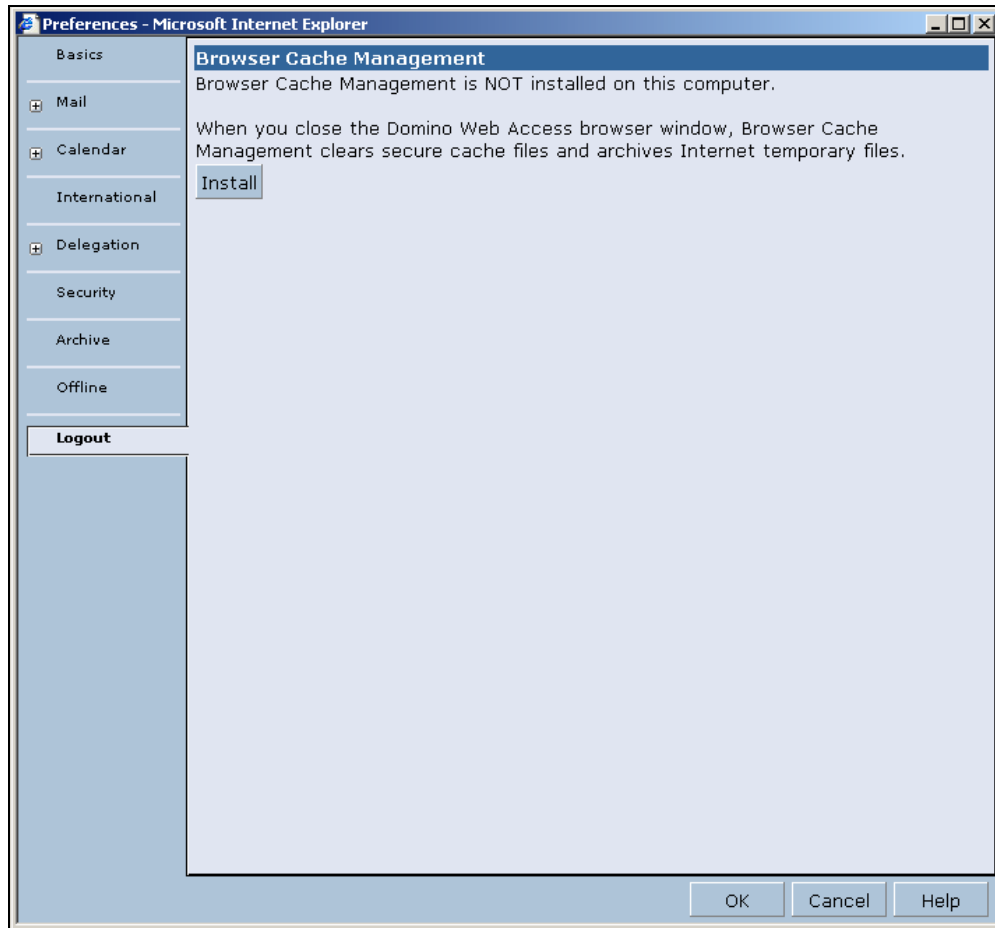 Preferences - Microsoft Internet Explorer
Basics
Mail
Calendar
International
Delegation
Security
Archive
Offline
Logout
Browser Cache Management
Browser Cache Management is NOT installed on this computer.
When you close the Domino Web Access browser window, Browser Cache
Management clears secure cache files and archives Internet temporary files.
Install
OK
Cancel
Help